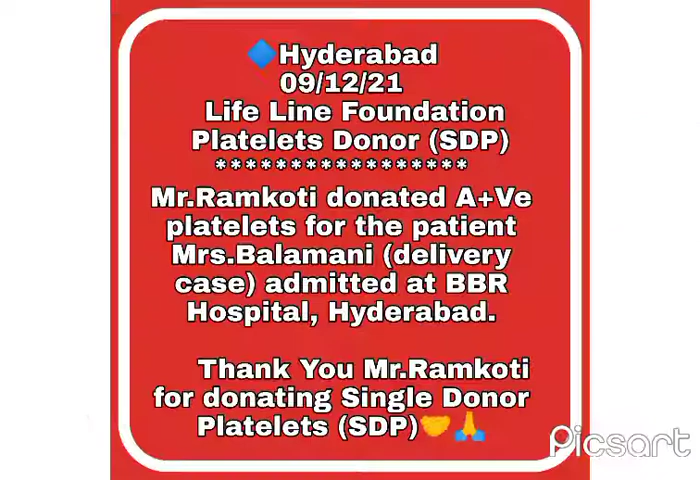 🔷Hyderabad
09/12/21
Life Line Foundation
Platelets Donor (SDP)
*****************
Mr.Ramkoti donated A+Ve
platelets for the patient
Mrs.Balamani (delivery
case) admitted at BBR
Hospital, Hyderabad.
Thank You Mr.Ramkoti
for donating Single Donor
Platelets (SDP)🤝🙏
Picsart